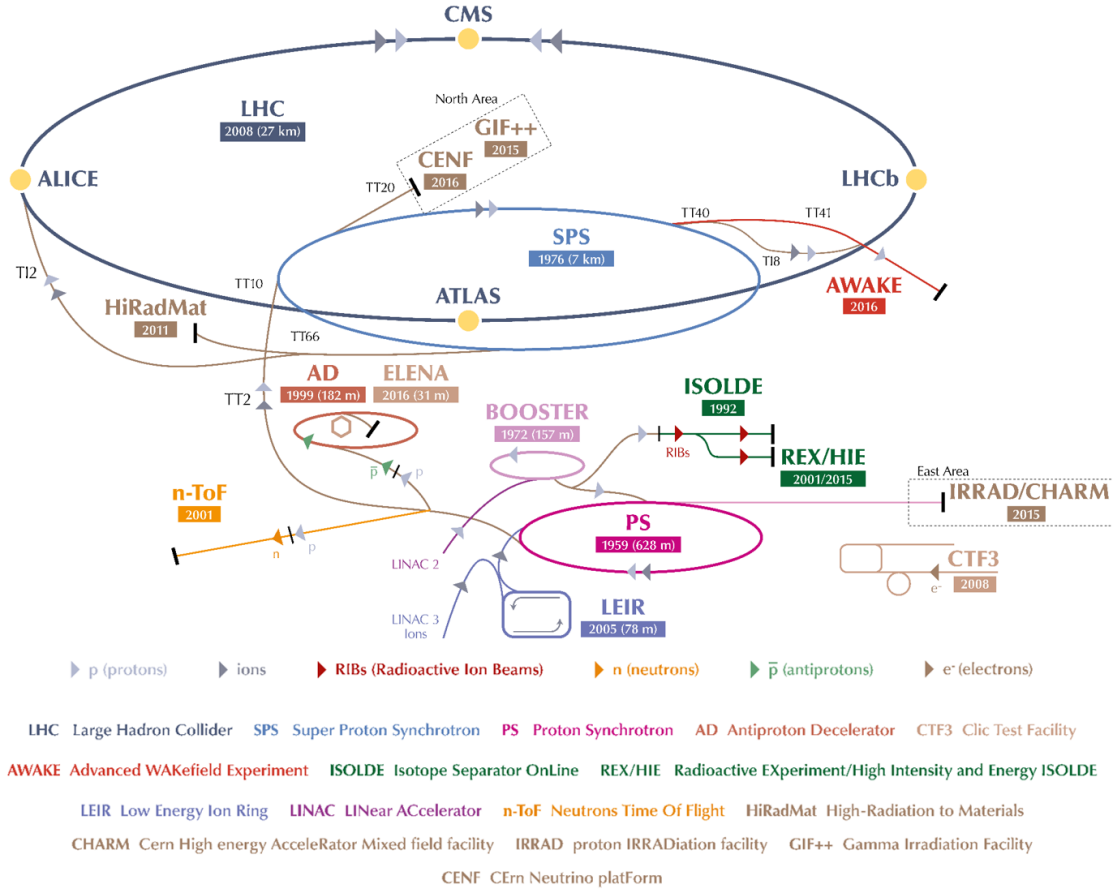 CMS
North Area
LHC
2008 (27 km)
GIF++
2015
CENF
2016
ALICE
LHCb
TT20
TT40
TT41
SPS
1976 (7 km)
TI8
TI2
TT10
AWAKE
2016
ATLAS
HiRadMat
2011
TT66
AD
1999 (182 m)
ELENA
2016 (31 m)
TT2
ISOLDE
1992
BOOSTER
1972 (157 m)
RIBs
REX/HIE
2001/2015
p̅
p
East Area
IRRAD/CHARM
2015
n-ToF
2001
PS
1959 (628 m)
n
p
LINAC 2
CTF3
2008
e-
LEIR
2005 (78 m)
LINAC 3
Ions
p (protons) ions RIBs (Radioactive Ion Beams) n (neutrons) p̅ (antiprotons) e- (electrons)
LHC Large Hadron Collider SPS Super Proton Synchrotron PS Proton Synchrotron AD Antiproton Decelerator CTF3 Clic Test Facility
AWAKE Advanced WAKefield Experiment ISOLDE Isotope Separator OnLine REX/HIE Radioactive EXperiment/High Intensity and Energy ISOLDE
LEIR Low Energy Ion Ring LINAC LINear ACcelerator n-ToF Neutrons Time Of Flight HiRadMat High-Radiation to Materials
CHARM Cern High energy AcceleRator Mixed field facility IRRAD proton IRRADiation facility GIF++ Gamma Irradiation Facility
CENF CErn Neutrino platForm